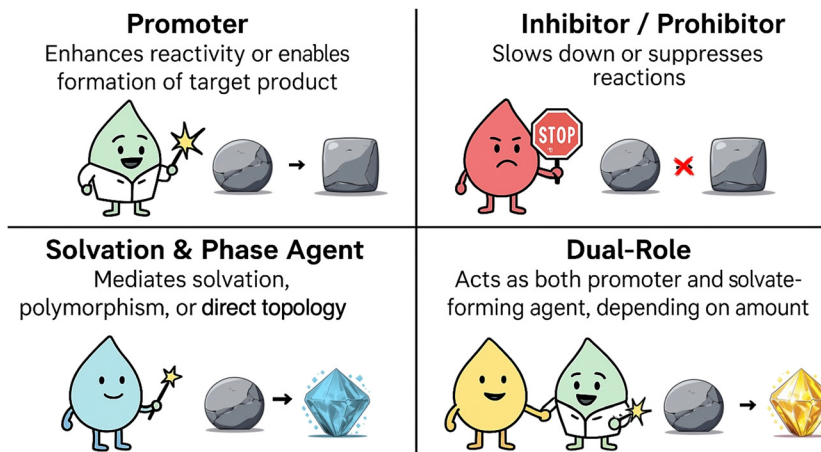 Promoter
Enhances reactivity or enables
formation of target product
Inhibitor / Prohibitor
Slows down or suppresses
reactions
STOP
Solvation & Phase Agent
Mediates solvation,
polymorphism, or direct topology
Dual-Role
Acts as both promoter and solvate-
forming agent, depending on amount